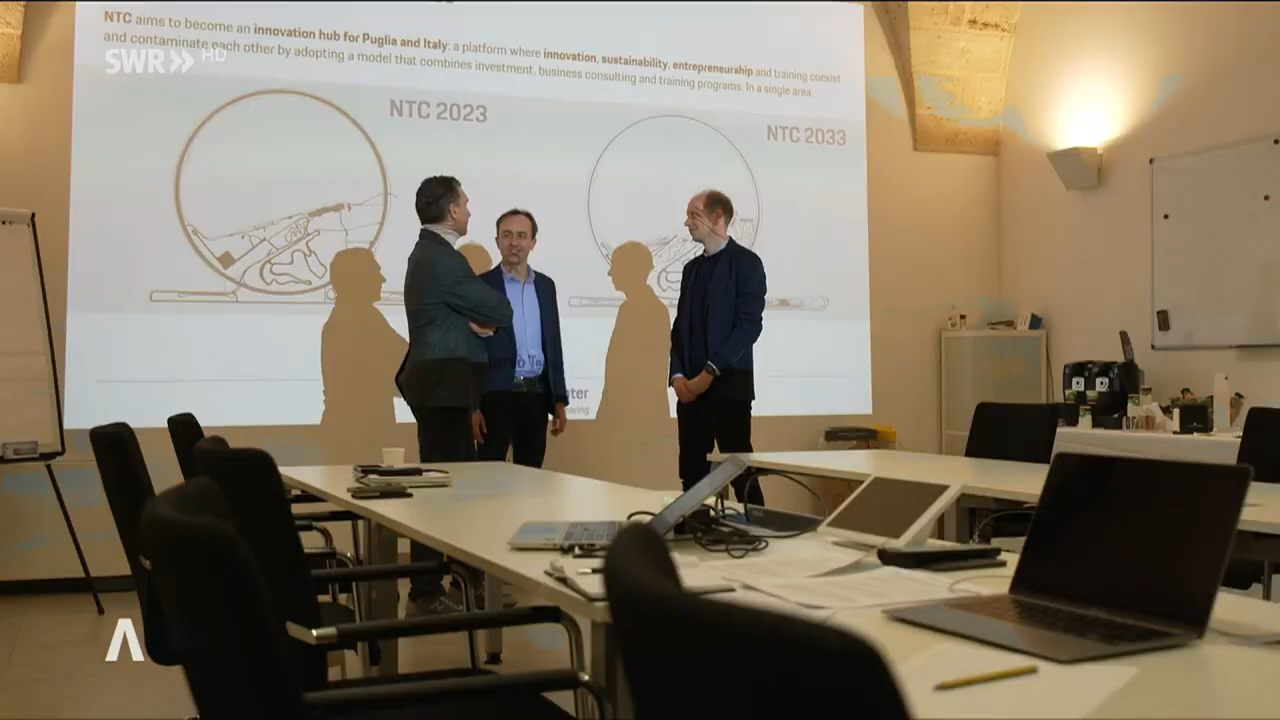 NTC aims to become an innovation hub for Puglia and Italy: a platform where innovation, sustainability, entrepreneurship and training coexist
and contaminate each other by adopting a model that combines investment, business consulting and training programs. In a single area
SWR HD
NTC 2023
NTC 2033